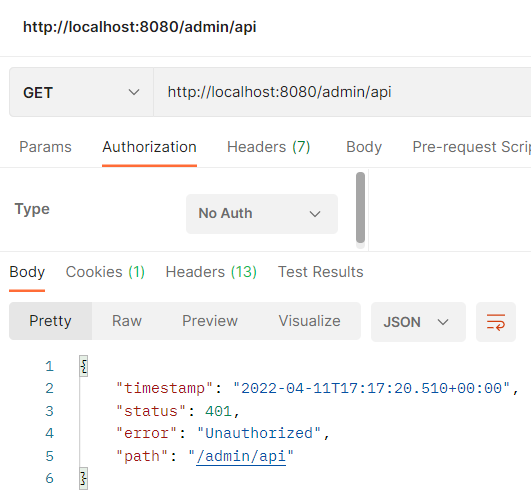 http://localhost:8080/admin/api
GET http://localhost:8080/admin/api
Params Authorization Headers (7) Body Pre-request Scri
Type No Auth
Body Cookies (1) Headers (13) Test Results
Pretty Raw Preview Visualize JSON
1 {
2 "timestamp": "2022-04-11T17:17:20.510+00:00",
3 "status": 401,
4 "error": "Unauthorized",
5 "path": "/admin/api"
6 }